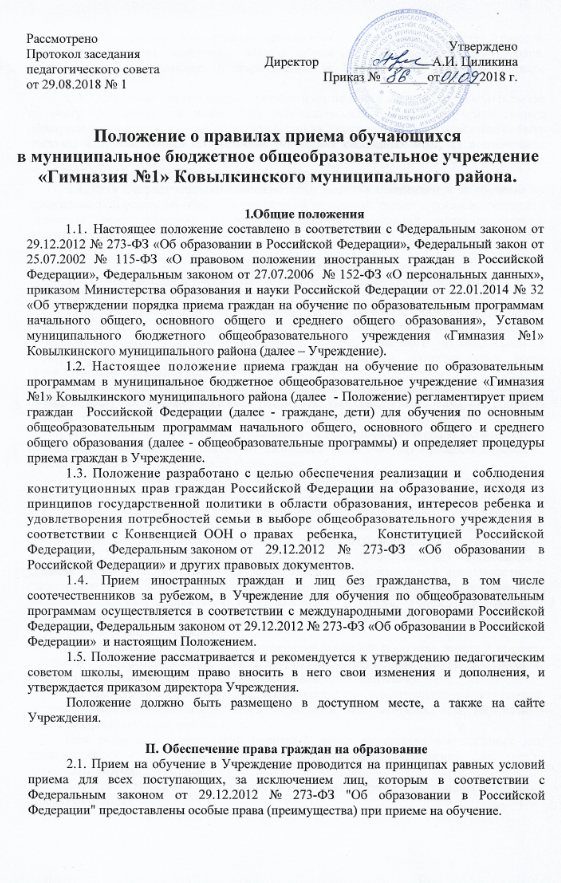 Рассмотрено
Протокол заседания
педагогического совета
от 29.08.2018 № 1
Утверждено
Директор А.И. Циликина
Приказ № 86 от 01.09 2018 г.
Положение о правилах приема обучающихся
в муниципальное бюджетное общеобразовательное учреждение
«Гимназия №1» Ковылкинского муниципального района.
1.Общие положения
1.1. Настоящее положение составлено в соответствии с Федеральным законом от
29.12.2012 № 273-ФЗ «Об образовании в Российской Федерации», Федеральный закон от
25.07.2002 № 115-ФЗ «О правовом положении иностранных граждан в Российской
Федерации», Федеральным законом от 27.07.2006 № 152-ФЗ «О персональных данных»,
приказом Министерства образования и науки Российской Федерации от 22.01.2014 № 32
«Об утверждении порядка приема граждан на обучение по образовательным программам
начального общего, основного общего и среднего общего образования», Уставом
муниципального бюджетного общеобразовательного учреждения «Гимназия №1»
Ковылкинского муниципального района (далее – Учреждение).
1.2. Настоящее положение приема граждан на обучение по образовательным
программам в муниципальное бюджетное общеобразовательное учреждение «Гимназия
№1» Ковылкинского муниципального района (далее - Положение) регламентирует прием
граждан Российской Федерации (далее - граждане, дети) для обучения по основным
общеобразовательным программам начального общего, основного общего и среднего
общего образования (далее - общеобразовательные программы) и определяет процедуры
приема граждан в Учреждение.
1.3. Положение разработано с целью обеспечения реализации и соблюдения
конституционных прав граждан Российской Федерации на образование, исходя из
принципов государственной политики в области образования, интересов ребенка и
удовлетворения потребностей семьи в выборе общеобразовательного учреждения в
соответствии с Конвенцией ООН о правах ребенка, Конституцией Российской
Федерации, Федеральным законом от 29.12.2012 № 273-ФЗ «Об образовании в
Российской Федерации» и других правовых документов.
1.4. Прием иностранных граждан и лиц без гражданства, в том числе
соотечественников за рубежом, в Учреждение для обучения по общеобразовательным
программам осуществляется в соответствии с международными договорами Российской
Федерации, Федеральным законом от 29.12.2012 № 273-ФЗ «Об образовании в Российской
Федерации» и настоящим Положением.
1.5. Положение рассматривается и рекомендуется к утверждению педагогическим
советом школы, имеющим право вносить в него свои изменения и дополнения, и
утверждается приказом директора Учреждения.
Положение должно быть размещено в доступном месте, а также на сайте
Учреждения.
II. Обеспечение права граждан на образование
2.1. Прием на обучение в Учреждение проводится на принципах равных условий
приема для всех поступающих, за исключением лиц, которым в соответствии с
Федеральным законом от 29.12.2012 № 273-ФЗ "Об образовании в Российской
Федерации" предоставлены особые права (преимущества) при приеме на обучение.